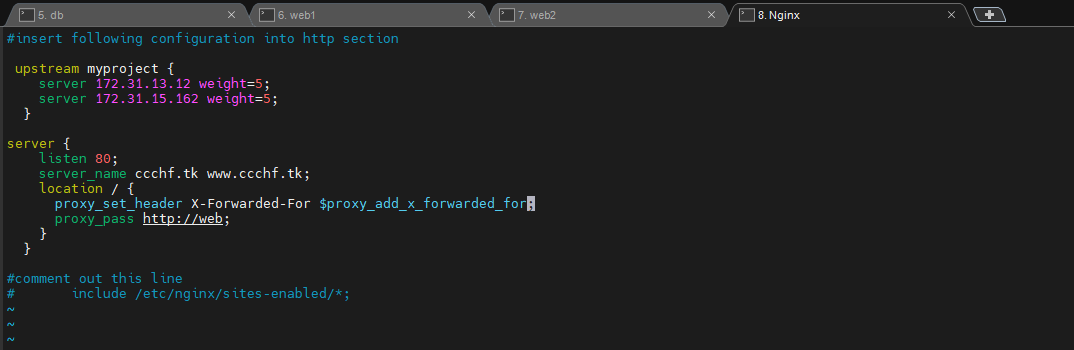 5. db
6. web1
7. web2
8. Nginx
#insert following configuration into http section
upstream myproject {
server 172.31.13.12 weight=5;
server 172.31.15.162 weight=5;
}
server {
listen 80;
server_name ccchf.tk www.ccchf.tk;
location / {
proxy_set_header X-Forwarded-For $proxy_add_x_forwarded_for;
proxy_pass http://web;
}
}
#comment out this line
# include /etc/nginx/sites-enabled/*;
~
~
~